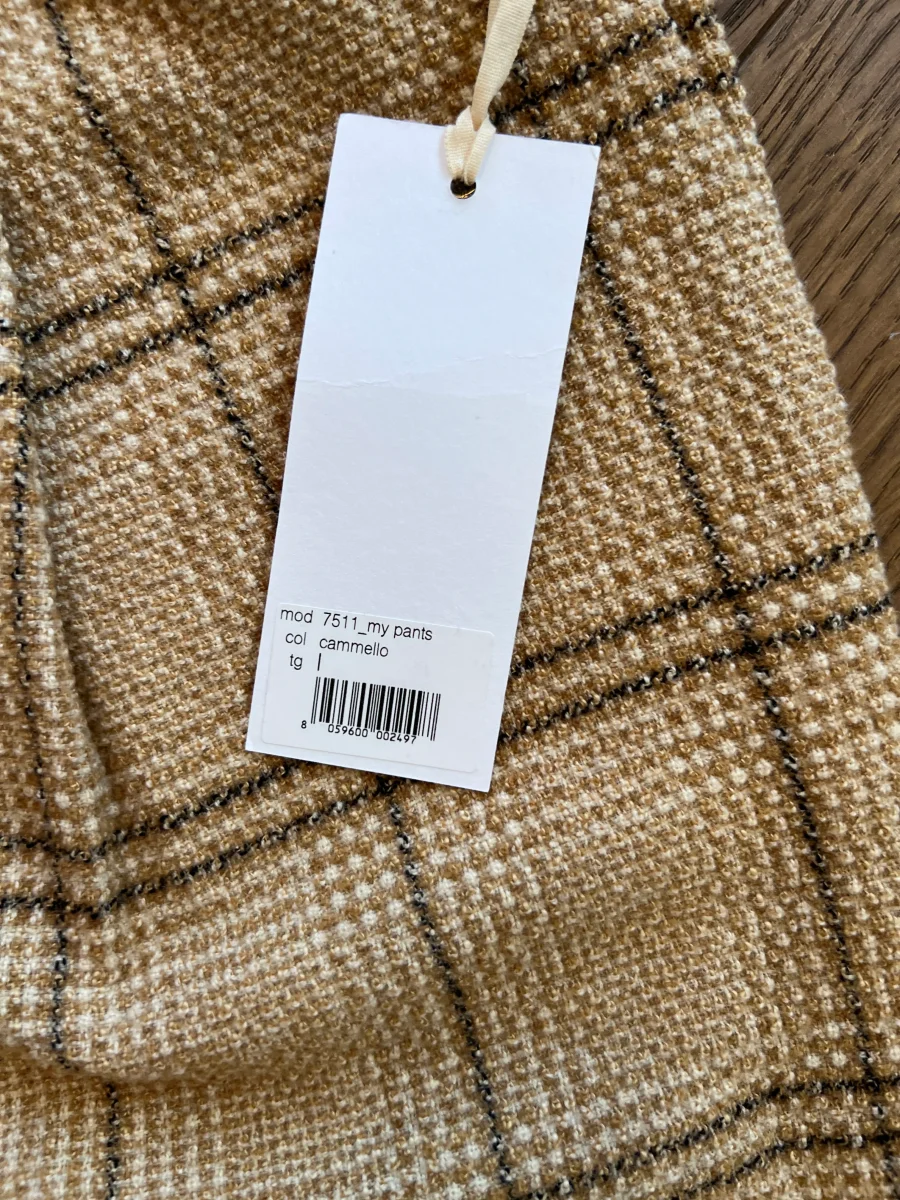 mod 7511_my pants
col cammello
tg |
8 059600 002497